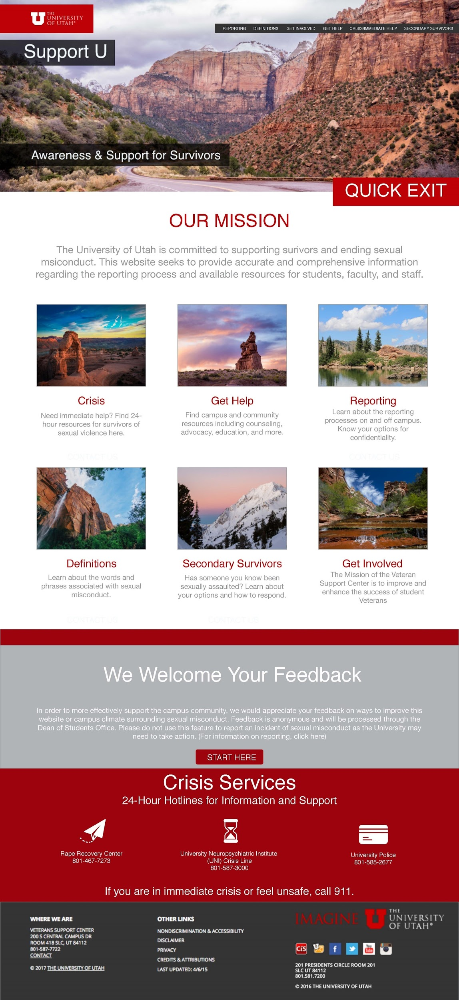 THE
UNIVERSITY
OF UTAH®
REPORTING DEFINITIONS GET INVOLVED GET HELP CRISIS/IMMEDIATE HELP SECONDARY SURVIVORS
Support U
Awareness & Support for Survivors
QUICK EXIT
OUR MISSION
The University of Utah is committed to supporting surivors and ending sexual
msiconduct. This website seeks to provide accurate and comprehensive information
regarding the reporting process and available resources for students, faculty, and staff.
Crisis
Need immediate help? Find 24-
hour resources for survivors of
sexual violence here.
CONTACT US
Get Help
Find campus and community
resources including counseling,
advocacy, education, and more.
Reporting
Learn about the reporting
processes on and off campus.
Know your options for
confidentiality.
CONTACT US
Matt Ch
Definitions
Learn about the words and
phrases associated with sexual
misconduct.
CONTACT US
Secondary Survivors
Has someone you know been
sexually assaulted? Learn about
your options and how to respond.
CONTACT US
Get Involved
The Mission of the Veteran
Support Center is to improve and
enhance the success of student
Veterans
We Welcome Your Feedback
In order to more effectively support the campus community, we would appreciate your feedback on ways to improve this
website or campus climate surrounding sexual misconduct. Feedback is anonymous and will be processed through the
Dean of Students Office. Please do not use this feature to report an incident of sexual misconduct as the University may
need to take action. (For information on reporting, click here)
START HERE
Crisis Services
24-Hour Hotlines for Information and Support
Rape Recovery Center
801-467-7273
University Neuropsychiatric Institute
(UNI) Crisis Line
801-587-3000
University Police
801-585-2677
If you are in immediate crisis or feel unsafe, call 911.
WHERE WE ARE
VETERANS SUPPORT CENTER
200 S CENTRAL CAMPUS DR
ROOM 418 SLC, UT 84112
801-587-7722
CONTACT
© 2017 THE UNIVERSITY OF UTAH
OTHER LINKS
NONDISCRIMINATION & ACCESSIBILITY
DISCLAIMER
PRIVACY
CREDITS & ATTRIBUTIONS
LAST UPDATED: 4/6/15
IMAGINE
THE
UNIVERSITY
OF UTAH®
CiS
You
Tube
201 PRESIDENTS CIRCLE ROOM 201
SLC UT 84112
801.581.7200
© 2016 THE UNIVERSITY OF UTAH